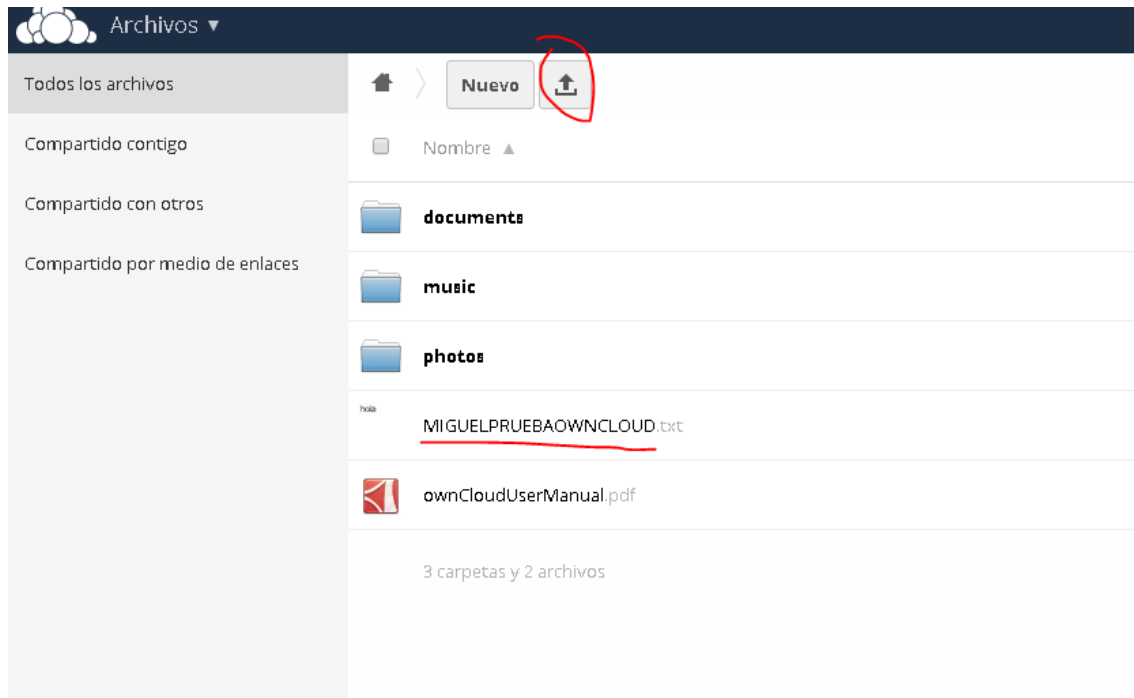 Archivos ▼
Todos los archivos
Compartido contigo
Compartido con otros
Compartido por medio de enlaces
Nuevo
Nombre ▲
documents
music
photos
hola
MIGUELPRUEBAOWNCLOUD.txt
ownCloudUserManual.pdf
3 carpetas y 2 archivos